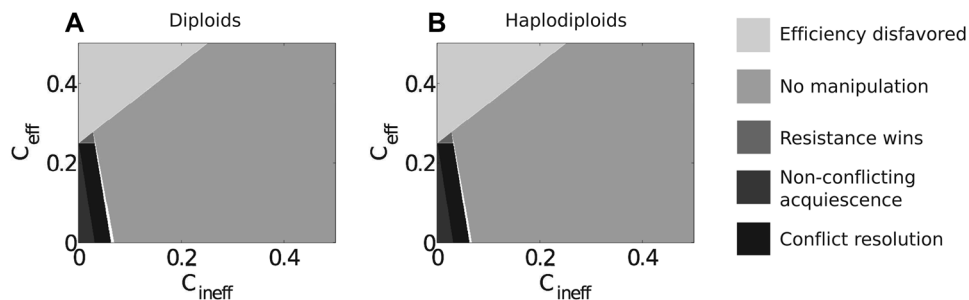 A
Diploids
C_eff
0.4
0.2
0
0
0.2
0.4
C_ineff
B
Haplodiploids
C_eff
0.4
0.2
0
0
0.2
0.4
C_ineff
Efficiency disfavored
No manipulation
Resistance wins
Non-conflicting
acquiescence
Conflict resolution